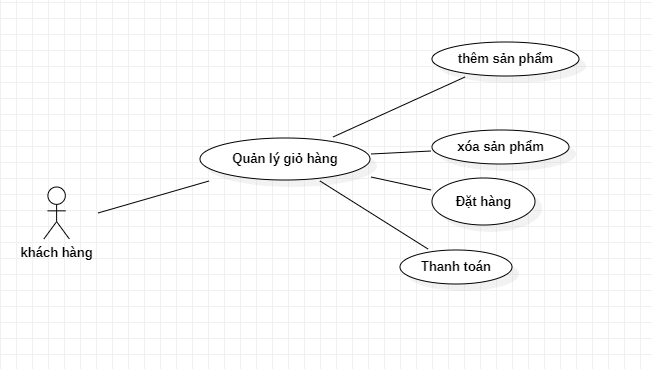 thêm sản phẩm
Quản lý giỏ hàng
xóa sản phẩm
Đặt hàng
khách hàng
Thanh toán